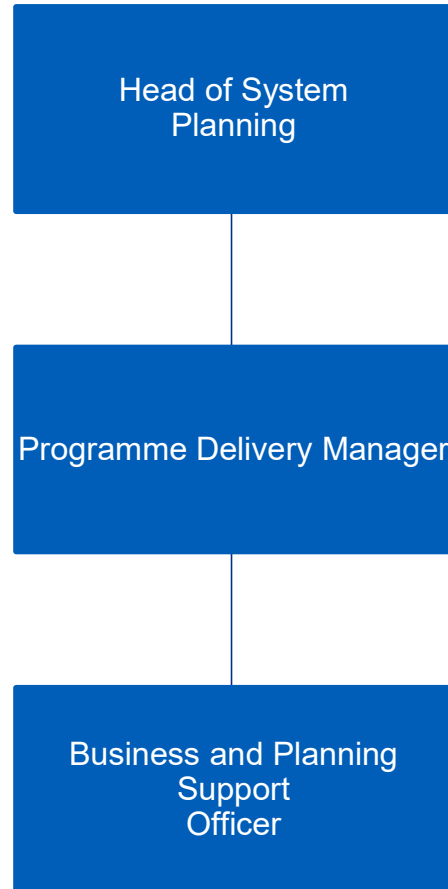 Head of System
Planning
Programme Delivery Manager
Business and Planning
Support
Officer